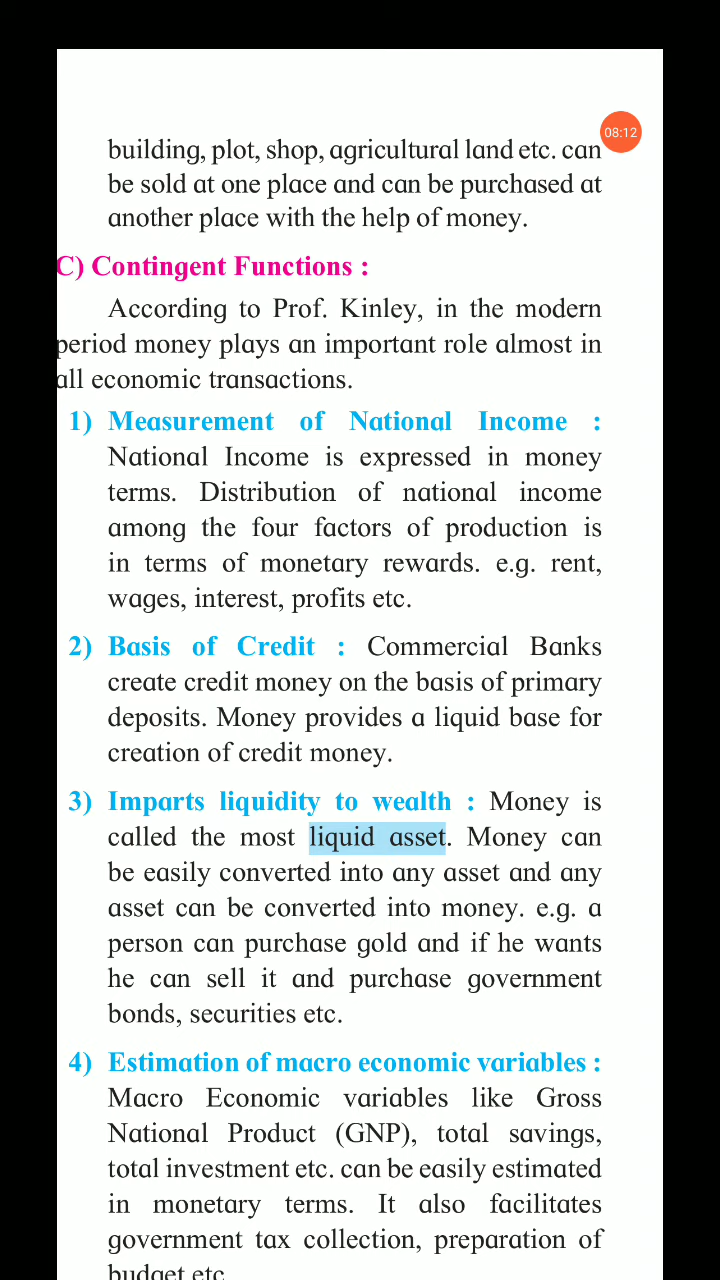 08:12
building, plot, shop, agricultural land etc. can
be sold at one place and can be purchased at
another place with the help of money.
C) Contingent Functions :
According to Prof. Kinley, in the modern
period money plays an important role almost in
all economic transactions.
1) Measurement of National Income :
National Income is expressed in money
terms. Distribution of national income
among the four factors of production is
in terms of monetary rewards. e.g. rent,
wages, interest, profits etc.
2) Basis of Credit : Commercial Banks
create credit money on the basis of primary
deposits. Money provides a liquid base for
creation of credit money.
3) Imparts liquidity to wealth : Money is
called the most liquid asset. Money can
be easily converted into any asset and any
asset can be converted into money. e.g. a
person can purchase gold and if he wants
he can sell it and purchase government
bonds, securities etc.
4) Estimation of macro economic variables :
Macro Economic variables like Gross
National Product (GNP), total savings,
total investment etc. can be easily estimated
in monetary terms. It also facilitates
government tax collection, preparation of
budget etc